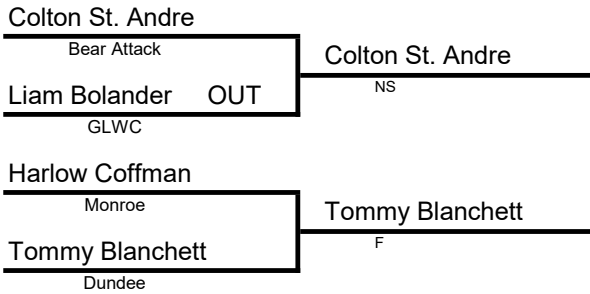 Colton St. Andre
Bear Attack
Colton St. Andre
NS
Liam Bolander OUT
GLWC
Harlow Coffman
Monroe
Tommy Blanchett
F
Tommy Blanchett
Dundee